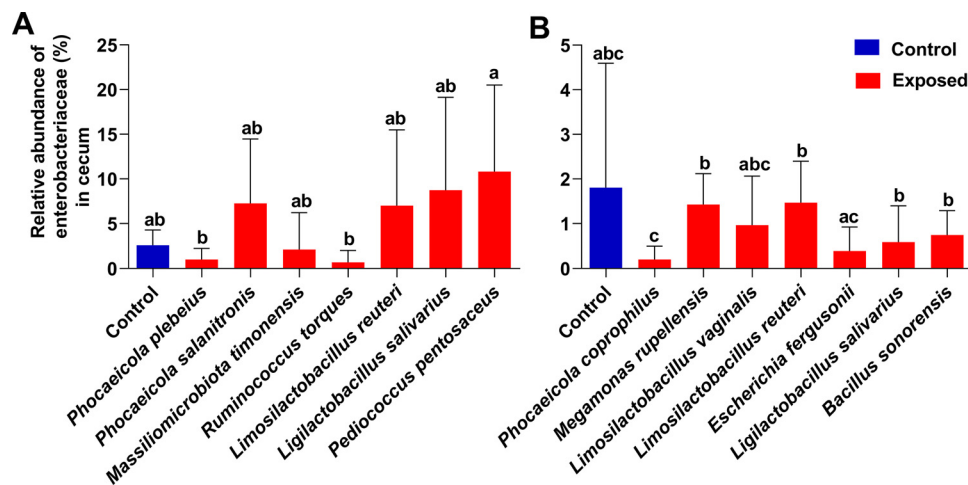 A
Relative abundance of
enterobacteriaceae (%)
in cecum
25
20
15
10
5
0
ab
b
ab
ab
b
ab
ab
a
Control
Phocaeicola plebeius
Phocaeicola salanitronis
Massiliomicrobiota timonensis
Ruminococcus torques
Limosilactobacillus reuteri
Ligilactobacillus salivarius
Pediococcus pentosaceus
B
5
4
3
2
1
0
abc
c
b
abc
b
ac
b
b
Control
Exposed
Control
Phocaeicola coprophilus
Megamonas rupellensis
Limosilactobacillus vaginalis
Limosilactobacillus reuteri
Escherichia fergusonii
Ligilactobacillus salivarius
Bacillus sonorensis